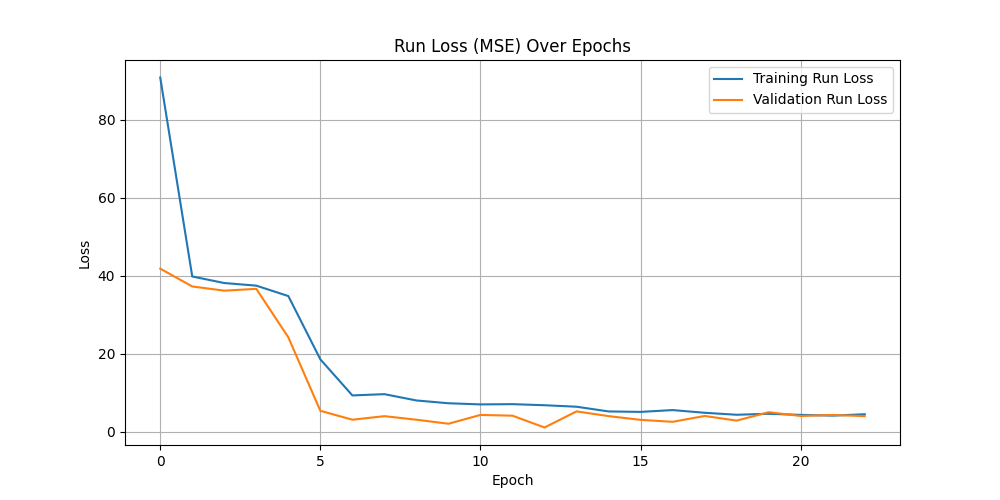 Run Loss (MSE) Over Epochs
Training Run Loss
Validation Run Loss
80
60
40
20
0
Loss
0 5 10 15 20
Epoch